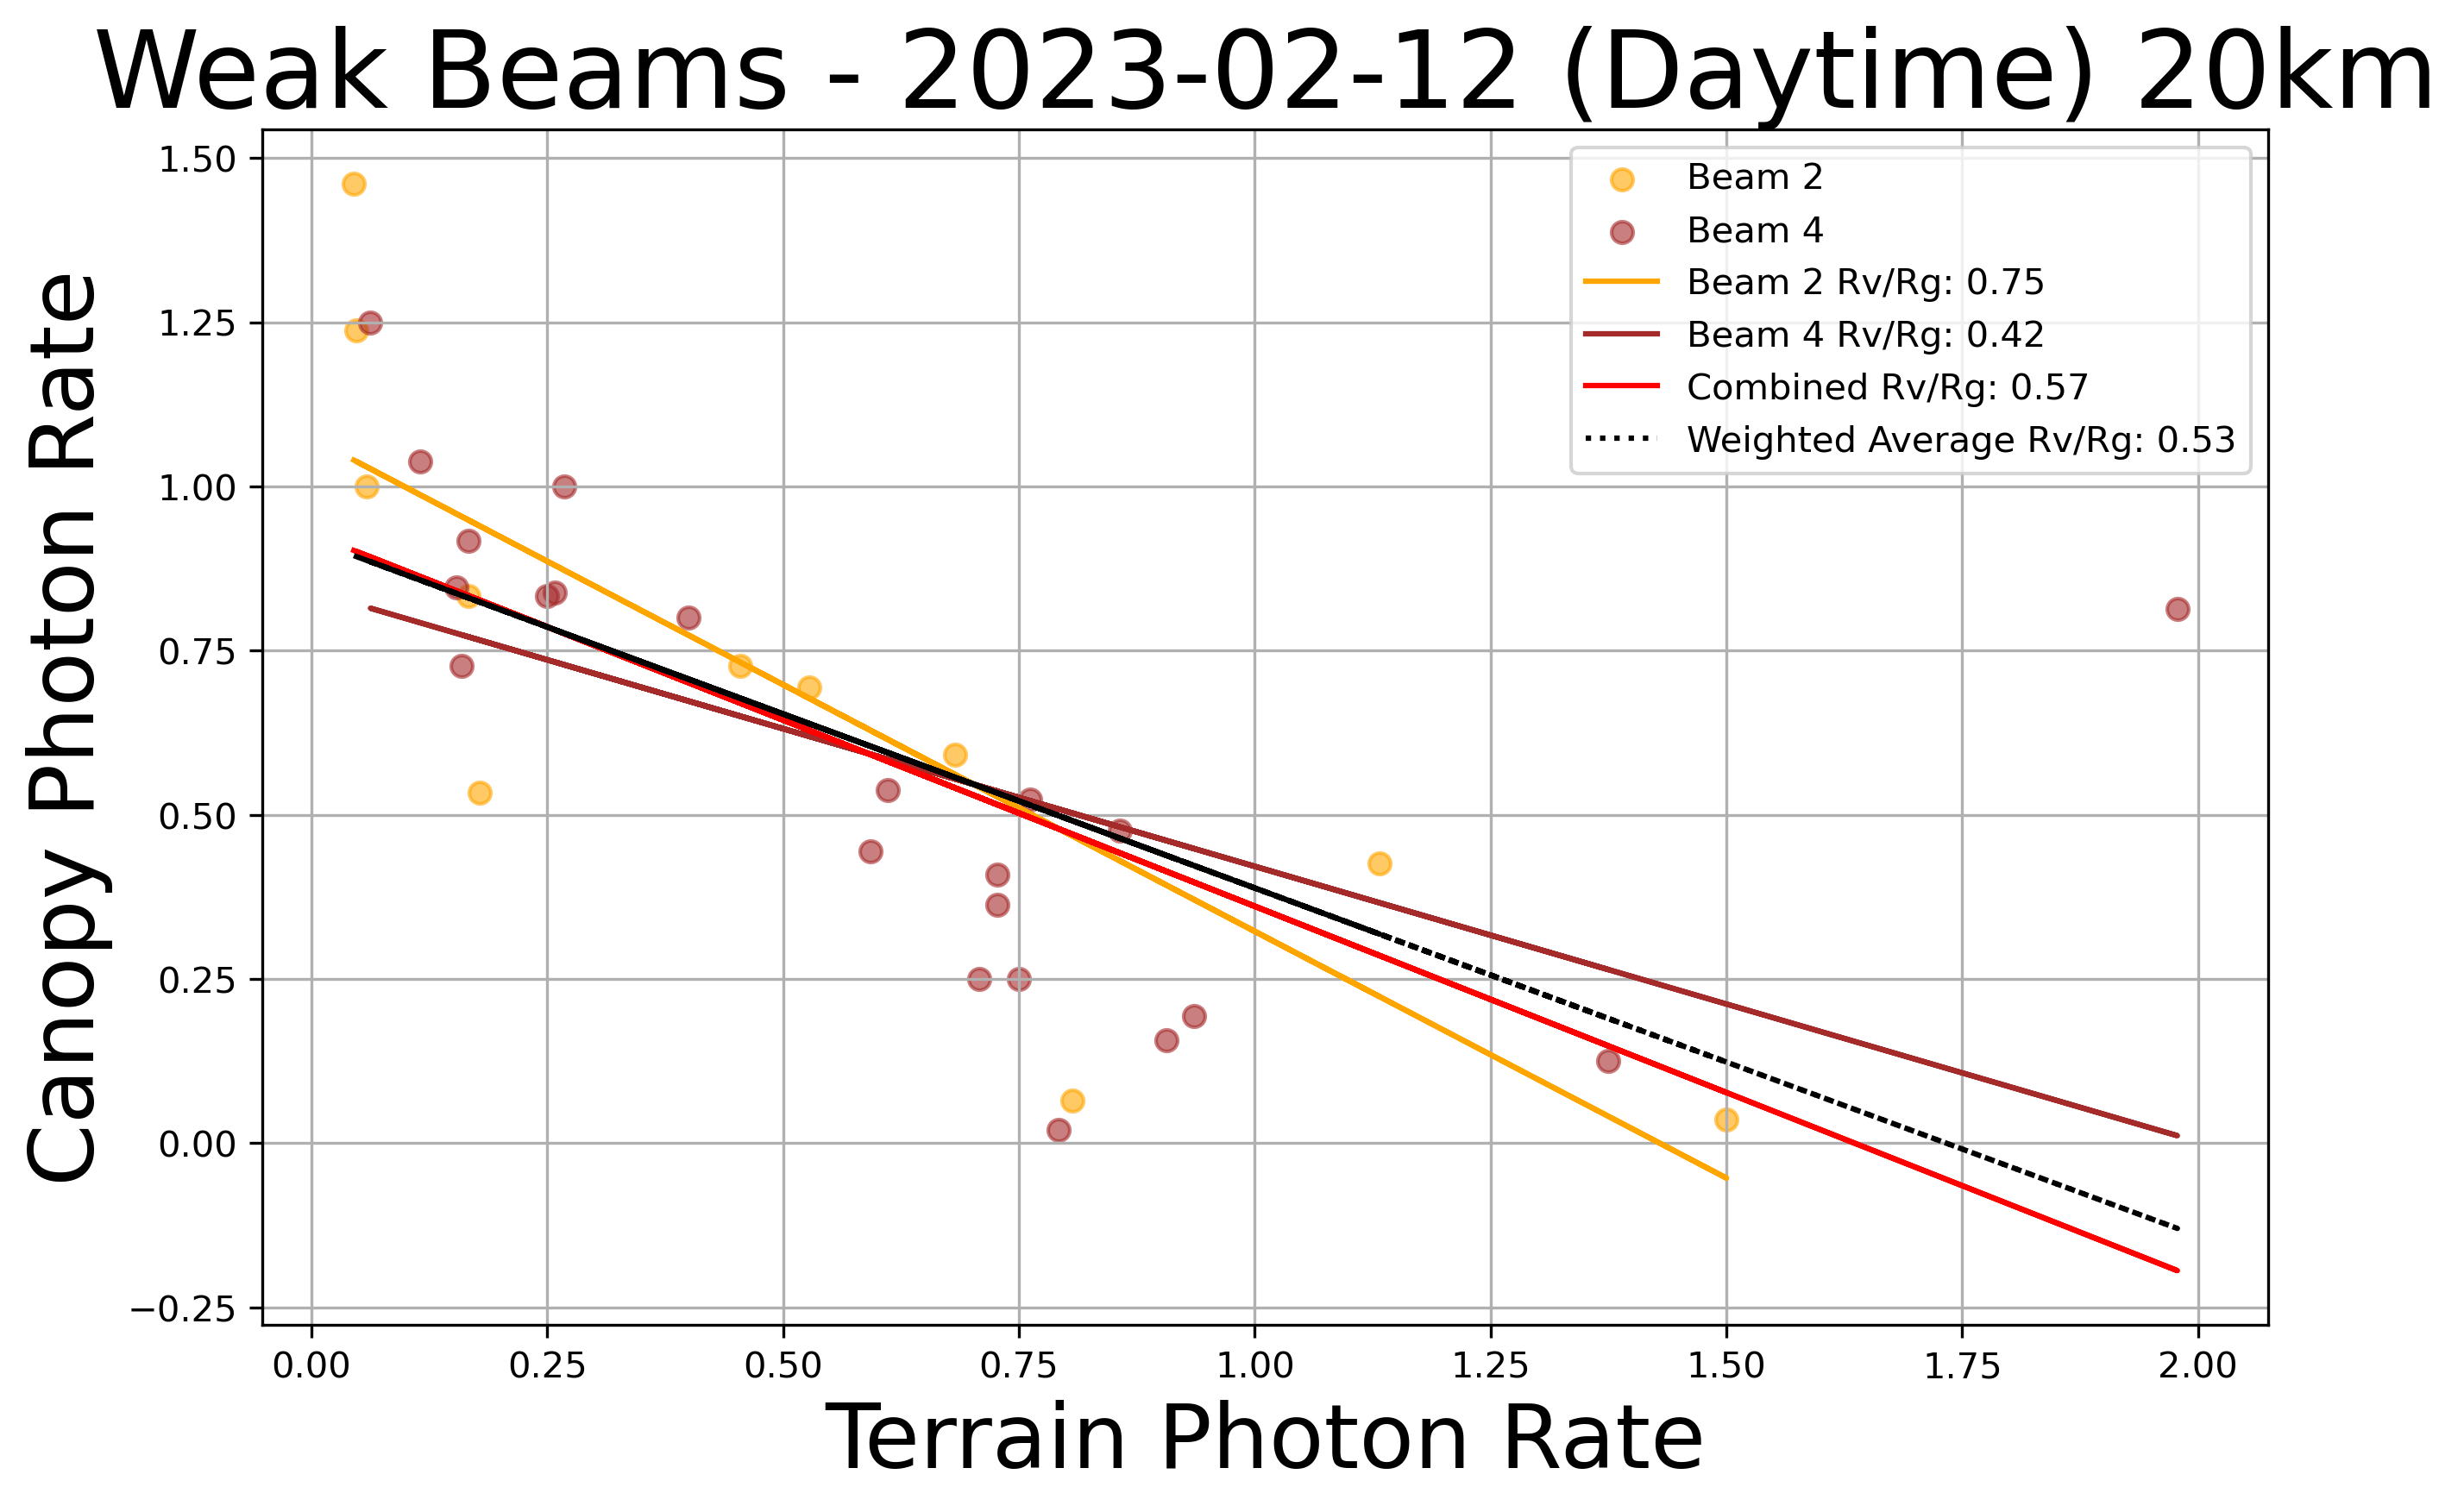 Weak Beams - 2023-02-12 (Daytime) 20km
Canopy Photon Rate
1.50
1.25
1.00
0.75
0.50
0.25
0.00
−0.25
Beam 2
Beam 4
Beam 2 Rv/Rg: 0.75
Beam 4 Rv/Rg: 0.42
Combined Rv/Rg: 0.57
Weighted Average Rv/Rg: 0.53
0.00 0.25 0.50 0.75 1.00 1.25 1.50 1.75 2.00
Terrain Photon Rate